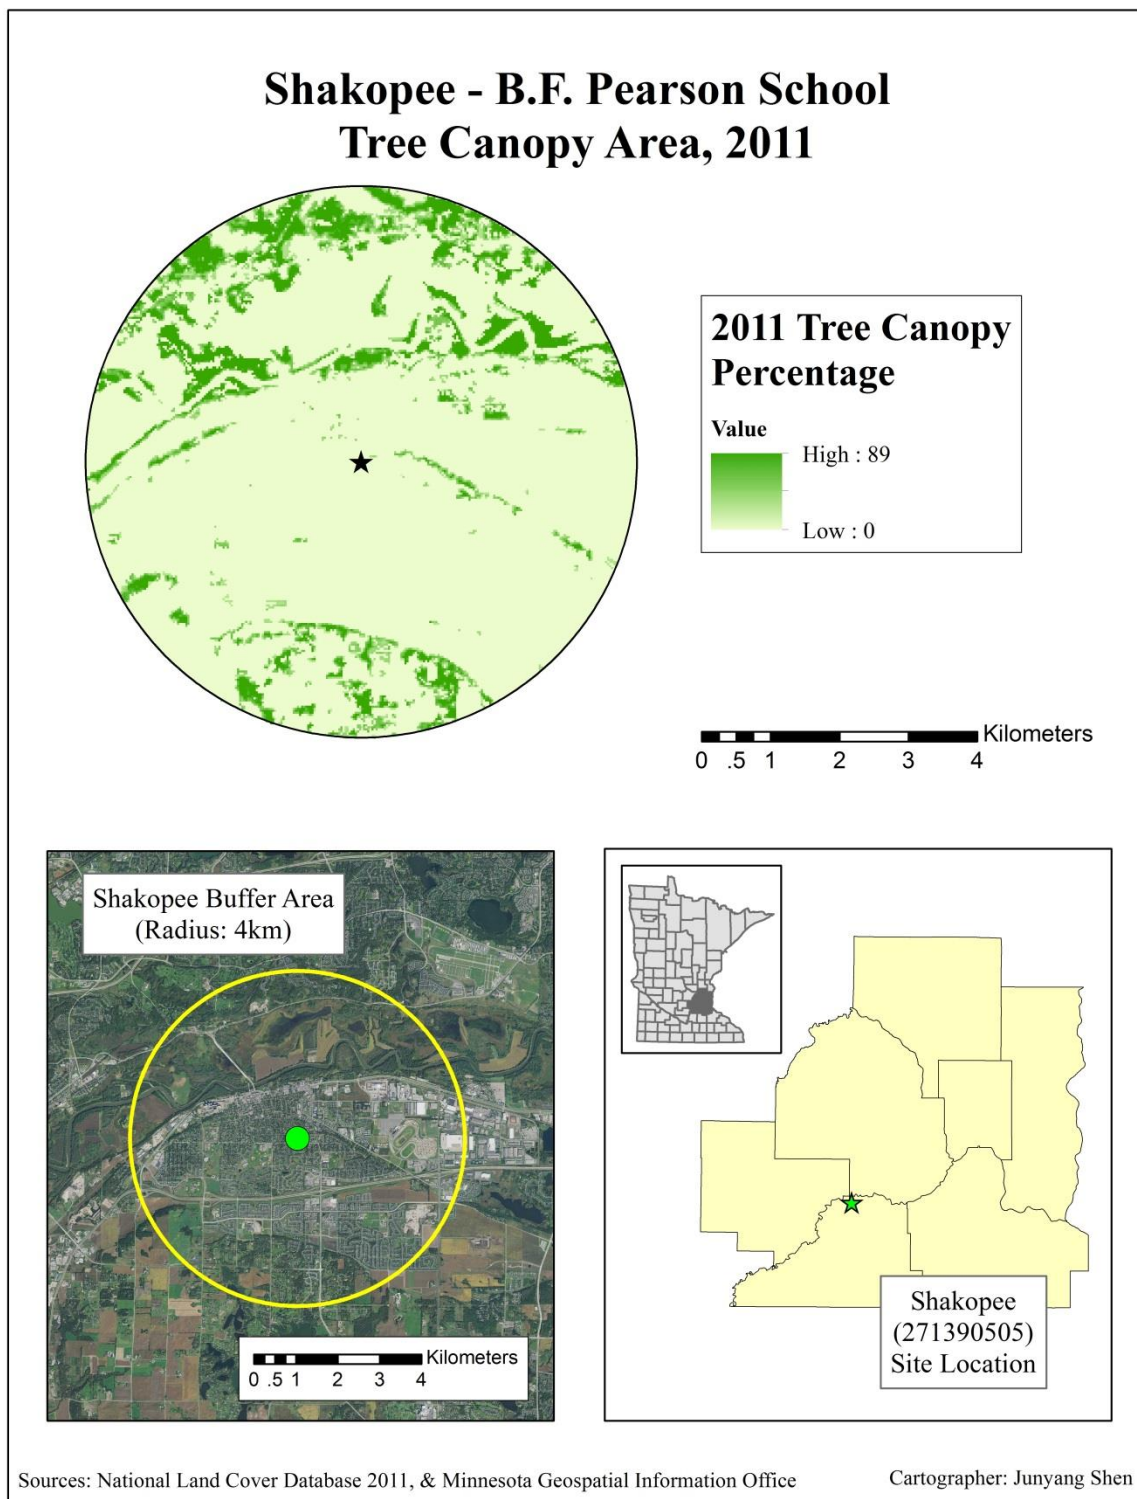 Shakopee - B.F. Pearson School
Tree Canopy Area, 2011
2011 Tree Canopy
Percentage
Value
High : 89
Low : 0
Kilometers
0 .5 1 2 3 4
Shakopee Buffer Area
(Radius: 4km)
Kilometers
0 .5 1 2 3 4
Shakopee
(271390505)
Site Location
Sources: National Land Cover Database 2011, & Minnesota Geospatial Information Office
Cartographer: Junyang Shen